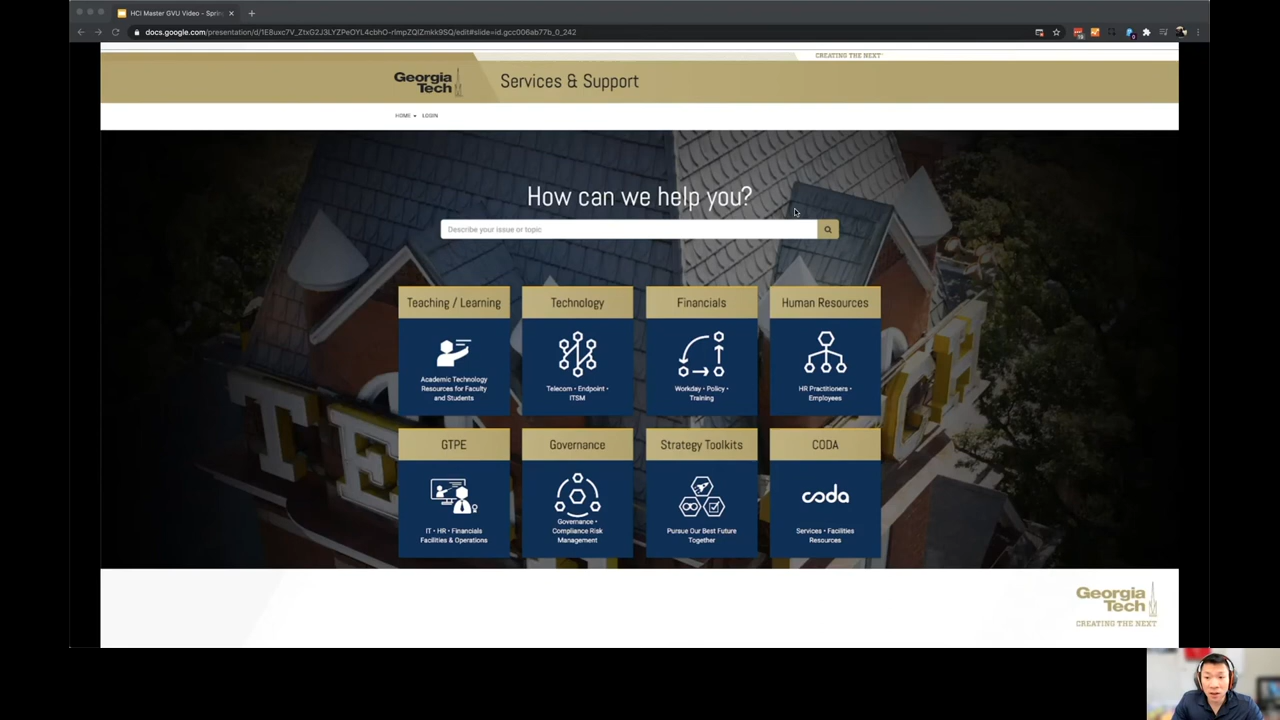 HCI Master GVU Video - Sprin
docs.google.com/presentation/d/1E8uxc7V_ZtxG2J3LYZPeOYL4cbhO-rlmpZQIZmkk9SQ/edit#slide=id.gcc006ab77b_0_242
CREATING THE NEXT
Georgia
Tech
Services & Support
HOME LOGIN
How can we help you?
Describe your issue or topic
Teaching / Learning
Academic Technology
Resources for Faculty
and Students
Technology
Telecom • Endpoint •
ITSM
Financials
Workday • Policy •
Training
Human Resources
HR Practitioners •
Employees
GTPE
IT • HR • Financials
Facilities & Operations
Governance
Governance •
Compliance Risk
Management
Strategy Toolkits
Pursue Our Best Future
Together
CODA
coda
Services • Facilities
Resources
TE CH
Georgia
Tech
CREATING THE NEXT